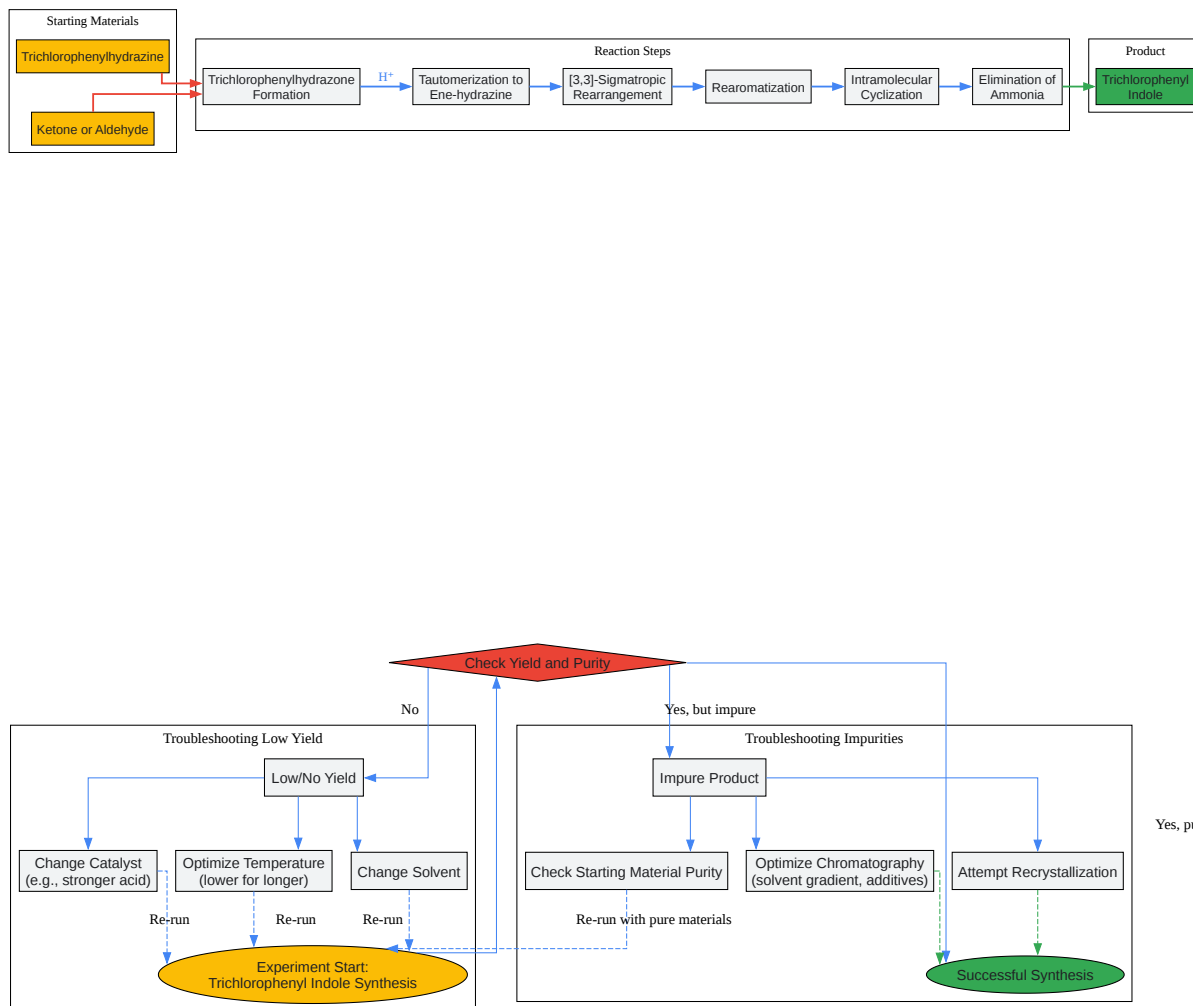 Starting Materials
Trichlorophenylhydrazine
Ketone or Aldehyde
Reaction Steps
Trichlorophenylhydrazone
Formation
H⁺
Tautomerization to
Ene-hydrazine
[3,3]-Sigmatropic
Rearrangement
Rearomatization
Intramolecular
Cyclization
Elimination of
Ammonia
Product
Trichlorophenyl
Indole
Check Yield and Purity
No
Yes, but impure
Troubleshooting Low Yield
Low/No Yield
Change Catalyst
(e.g., stronger acid)
Optimize Temperature
(lower for longer)
Change Solvent
Re-run
Re-run
Re-run
Experiment Start:
Trichlorophenyl Indole Synthesis
Troubleshooting Impurities
Impure Product
Check Starting Material Purity
Optimize Chromatography
(solvent gradient, additives)
Attempt Recrystallization
Re-run with pure materials
Successful Synthesis
Yes,